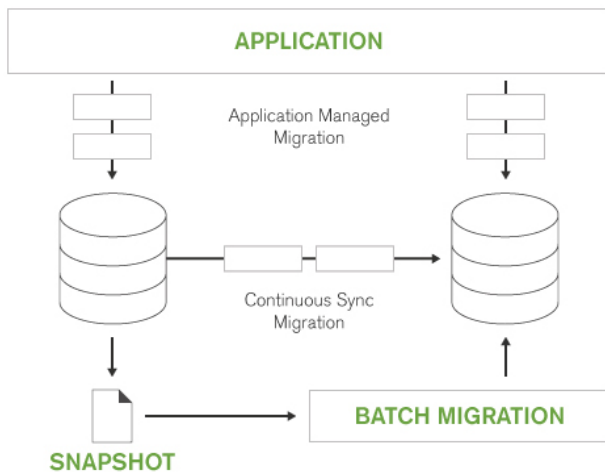 APPLICATION
Application Managed
Migration
Continuous Sync
Migration
BATCH MIGRATION
SNAPSHOT